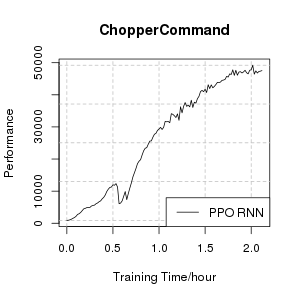 ChopperCommand
Performance
50000
30000
10000
0
PPO RNN
0.0 0.5 1.0 1.5 2.0
Training Time/hour